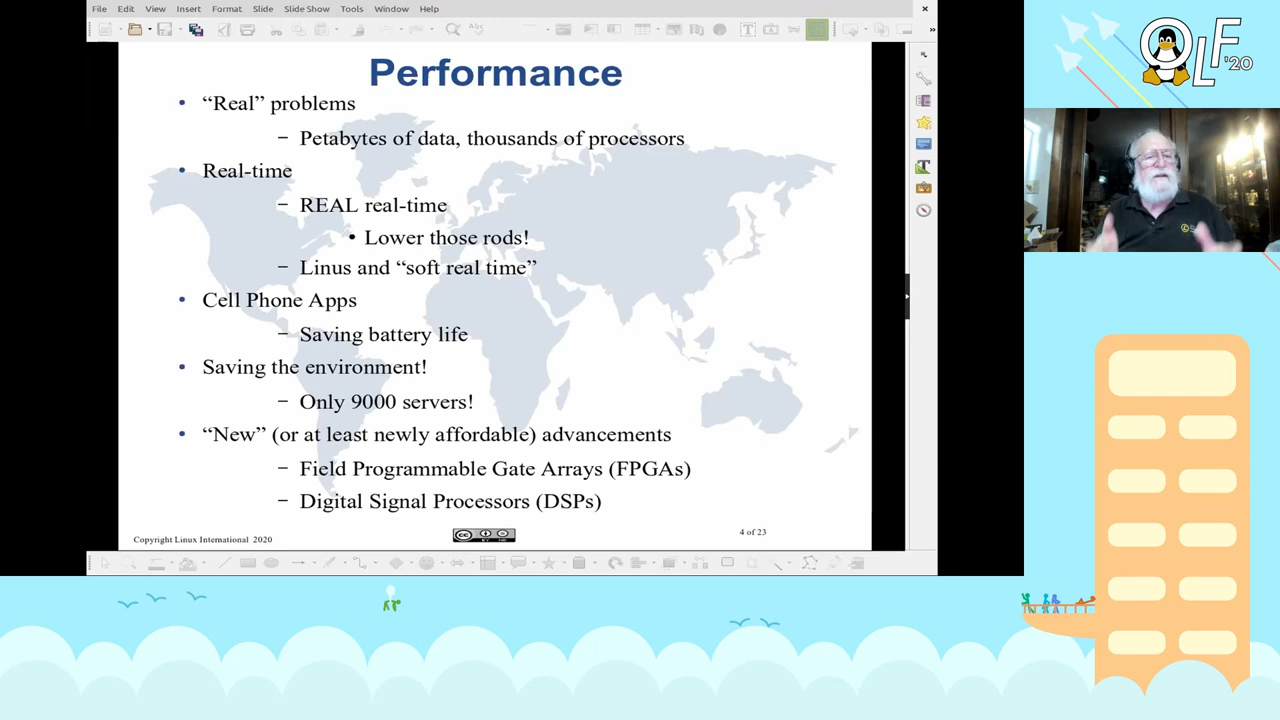 File Edit View Insert Format Slide Slide Show Tools Window Help
Performance
• “Real” problems
– Petabytes of data, thousands of processors
• Real-time
– REAL real-time
• Lower those rods!
– Linus and “soft real time”
• Cell Phone Apps
– Saving battery life
• Saving the environment!
– Only 9000 servers!
• “New” (or at least newly affordable) advancements
– Field Programmable Gate Arrays (FPGAs)
– Digital Signal Processors (DSPs)
Copyright Linux International 2020
cc
4 of 23
OLF '20